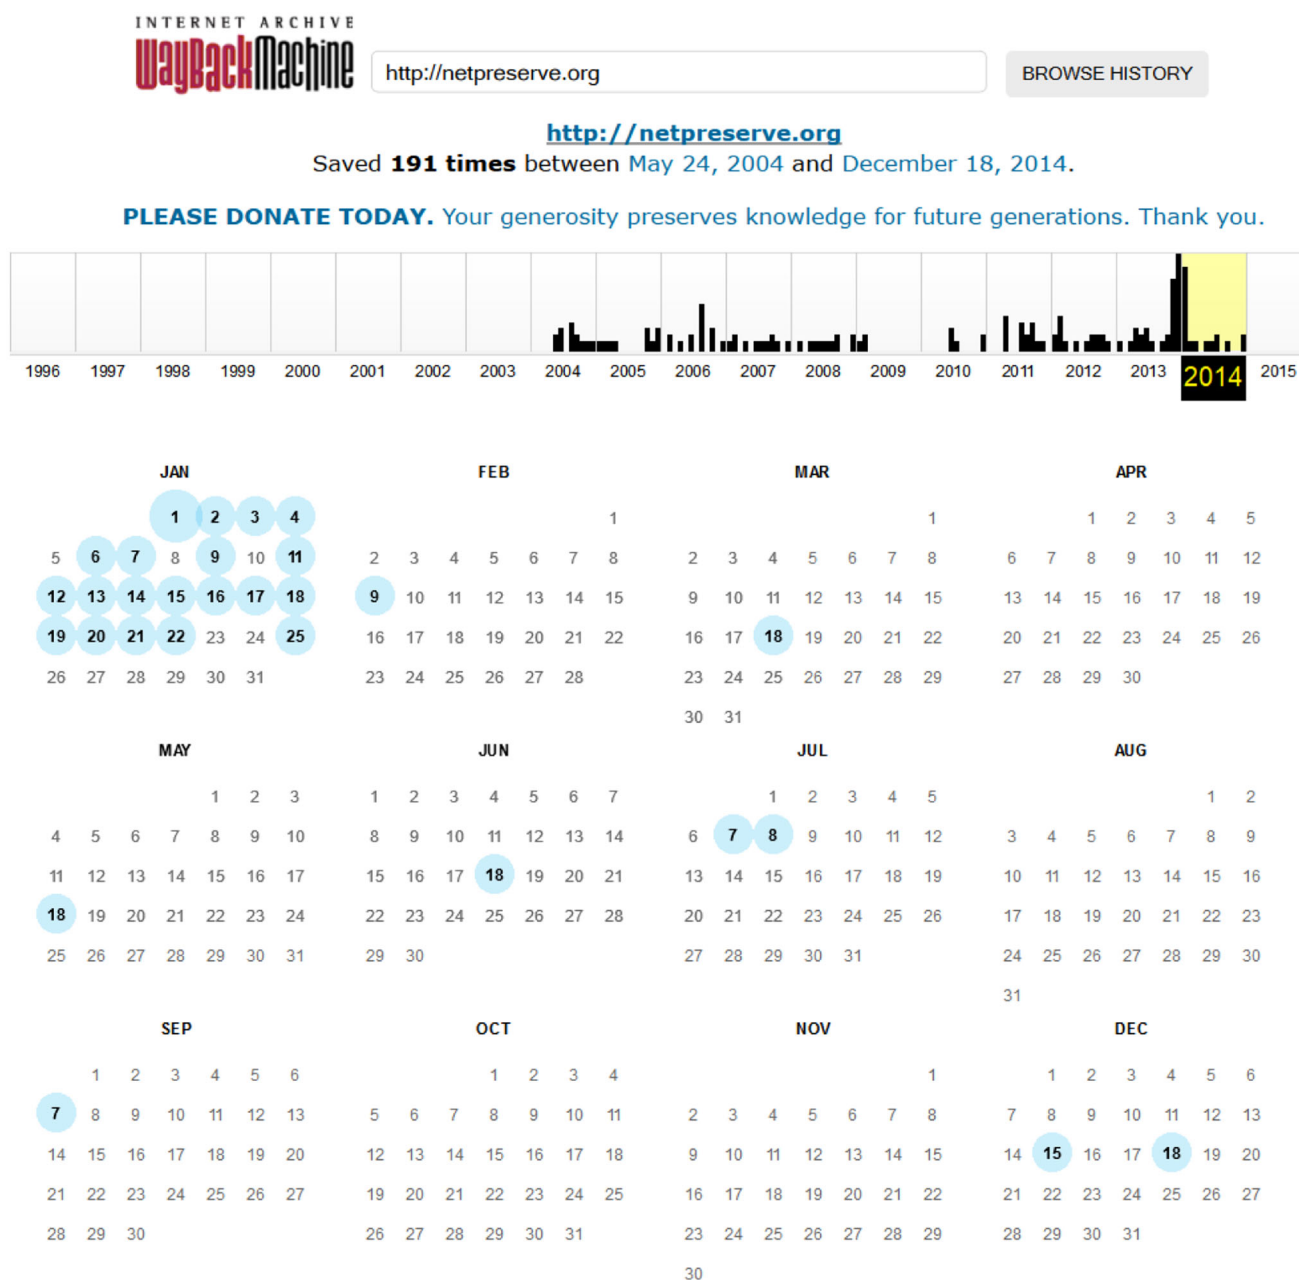 INTERNET ARCHIVE
WayBackMachine
http://netpreserve.org
BROWSE HISTORY
http://netpreserve.org
Saved 191 times between May 24, 2004 and December 18, 2014.
PLEASE DONATE TODAY. Your generosity preserves knowledge for future generations. Thank you.
1996 1997 1998 1999 2000 2001 2002 2003 2004 2005 2006 2007 2008 2009 2010 2011 2012 2013 2014 2015
JAN FEB MAR APR
1 2 3 4 1 1 1 2 3 4 5
5 6 7 8 9 10 11 2 3 4 5 6 7 8 2 3 4 5 6 7 8 6 7 8 9 10 11 12
12 13 14 15 16 17 18 9 10 11 12 13 14 15 9 10 11 12 13 14 15 13 14 15 16 17 18 19
19 20 21 22 23 24 25 16 17 18 19 20 21 22 16 17 18 19 20 21 22 20 21 22 23 24 25 26
26 27 28 29 30 31 23 24 25 26 27 28 23 24 25 26 27 28 29 27 28 29 30
30 31
MAY JUN JUL AUG
1 2 3 1 2 3 4 5 6 7 1 2 3 4 5 1 2
4 5 6 7 8 9 10 8 9 10 11 12 13 14 6 7 8 9 10 11 12 3 4 5 6 7 8 9
11 12 13 14 15 16 17 15 16 17 18 19 20 21 13 14 15 16 17 18 19 10 11 12 13 14 15 16
18 19 20 21 22 23 24 22 23 24 25 26 27 28 20 21 22 23 24 25 26 17 18 19 20 21 22 23
25 26 27 28 29 30 31 29 30 27 28 29 30 31 24 25 26 27 28 29 30
31
SEP OCT NOV DEC
1 2 3 4 5 6 1 2 3 4 1 1 2 3 4 5 6
7 8 9 10 11 12 13 5 6 7 8 9 10 11 2 3 4 5 6 7 8 7 8 9 10 11 12 13
14 15 16 17 18 19 20 12 13 14 15 16 17 18 9 10 11 12 13 14 15 14 15 16 17 18 19 20
21 22 23 24 25 26 27 19 20 21 22 23 24 25 16 17 18 19 20 21 22 21 22 23 24 25 26 27
28 29 30 26 27 28 29 30 31 23 24 25 26 27 28 29 28 29 30 31
30